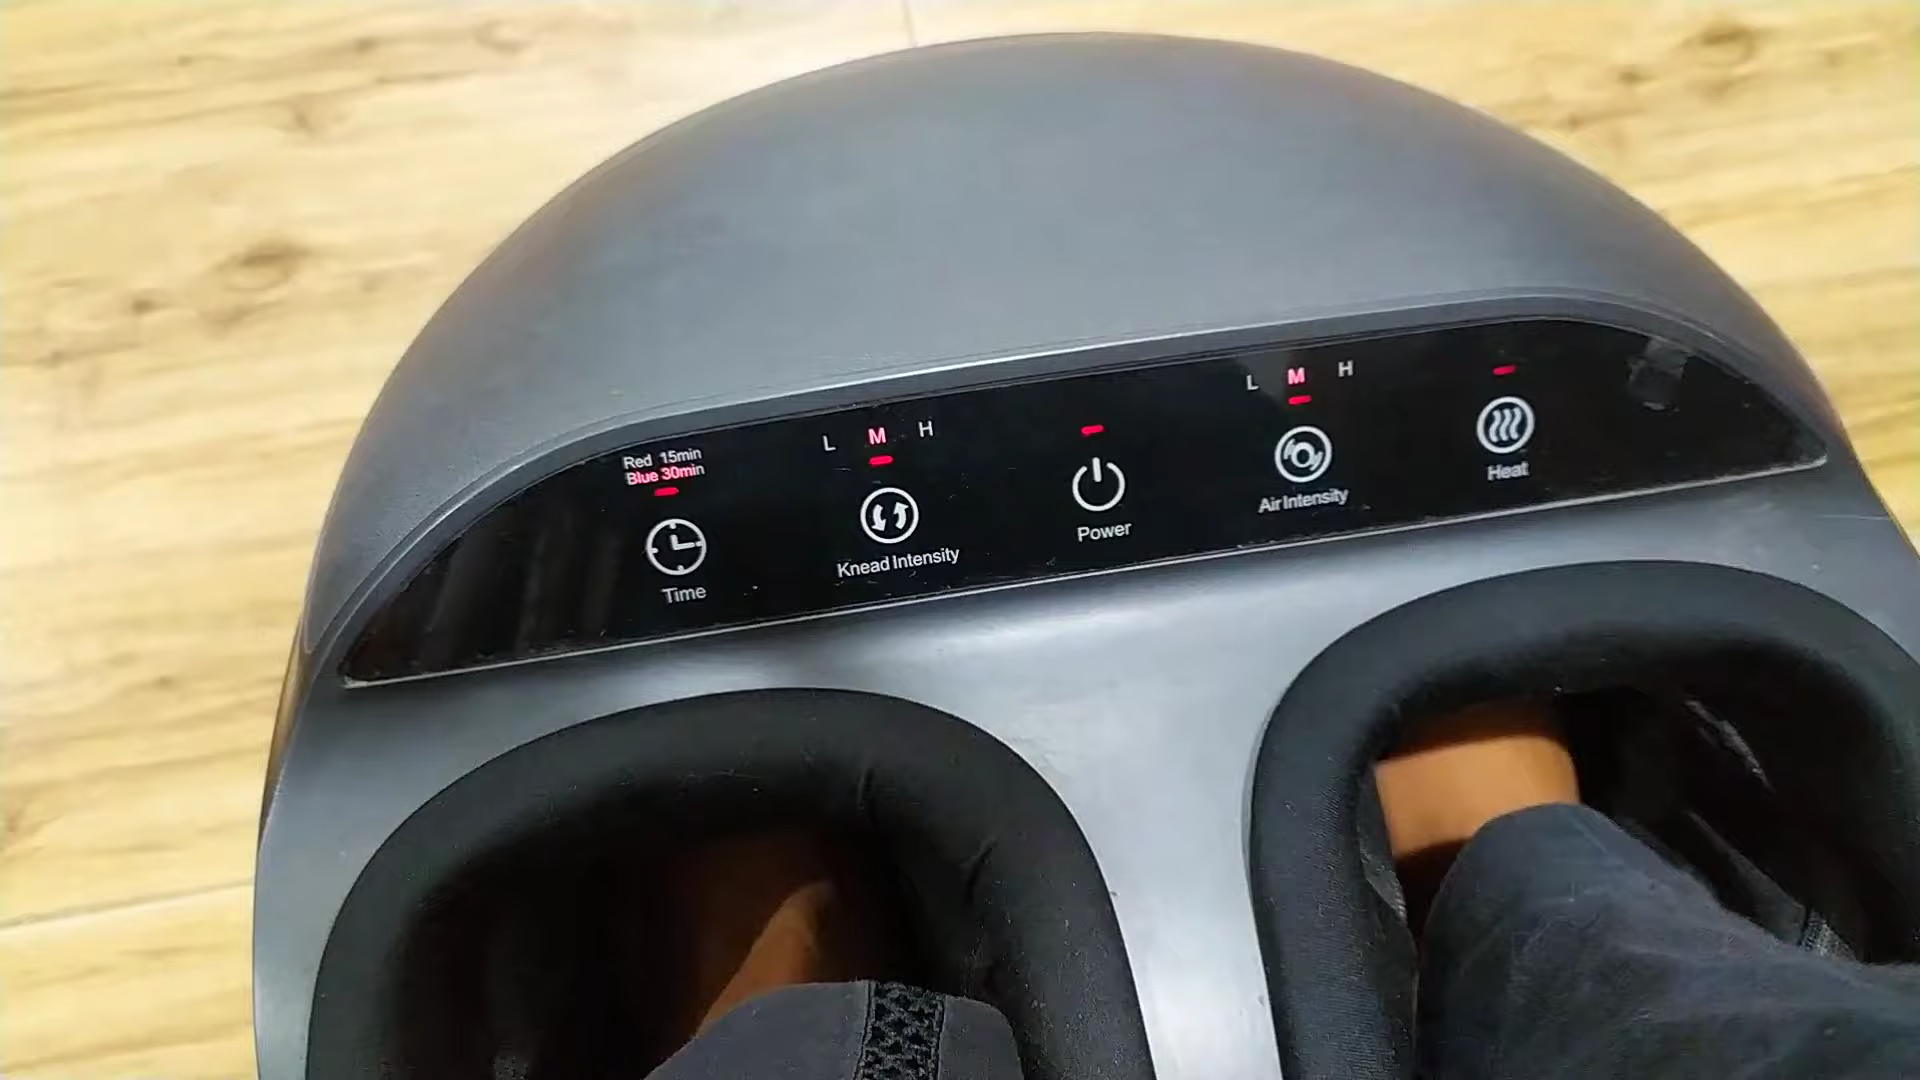 Red 15min
Blue 30min
Time
L M H
Knead Intensity
Power
L M H
Air Intensity
Heat